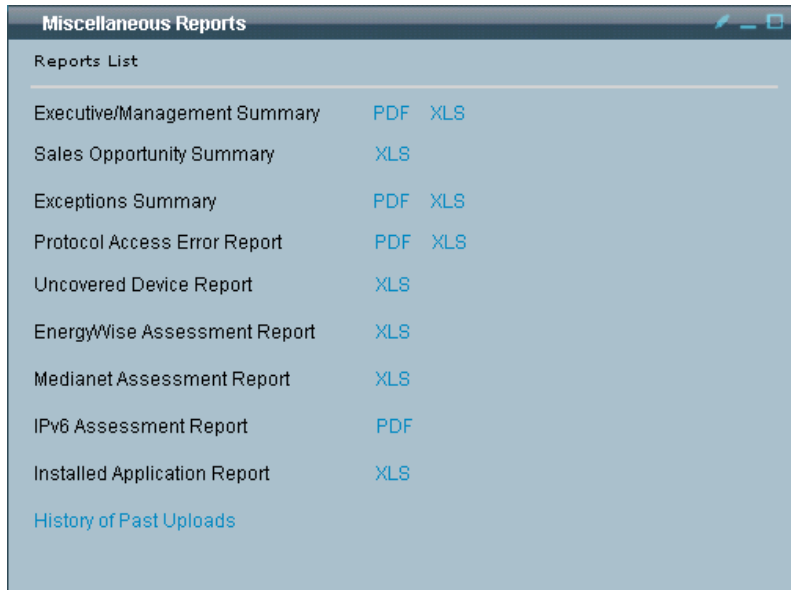 Miscellaneous Reports
Reports List
Executive/Management Summary PDF XLS
Sales Opportunity Summary XLS
Exceptions Summary PDF XLS
Protocol Access Error Report PDF XLS
Uncovered Device Report XLS
EnergyWise Assessment Report XLS
Medianet Assessment Report XLS
IPv6 Assessment Report PDF
Installed Application Report XLS
History of Past Uploads